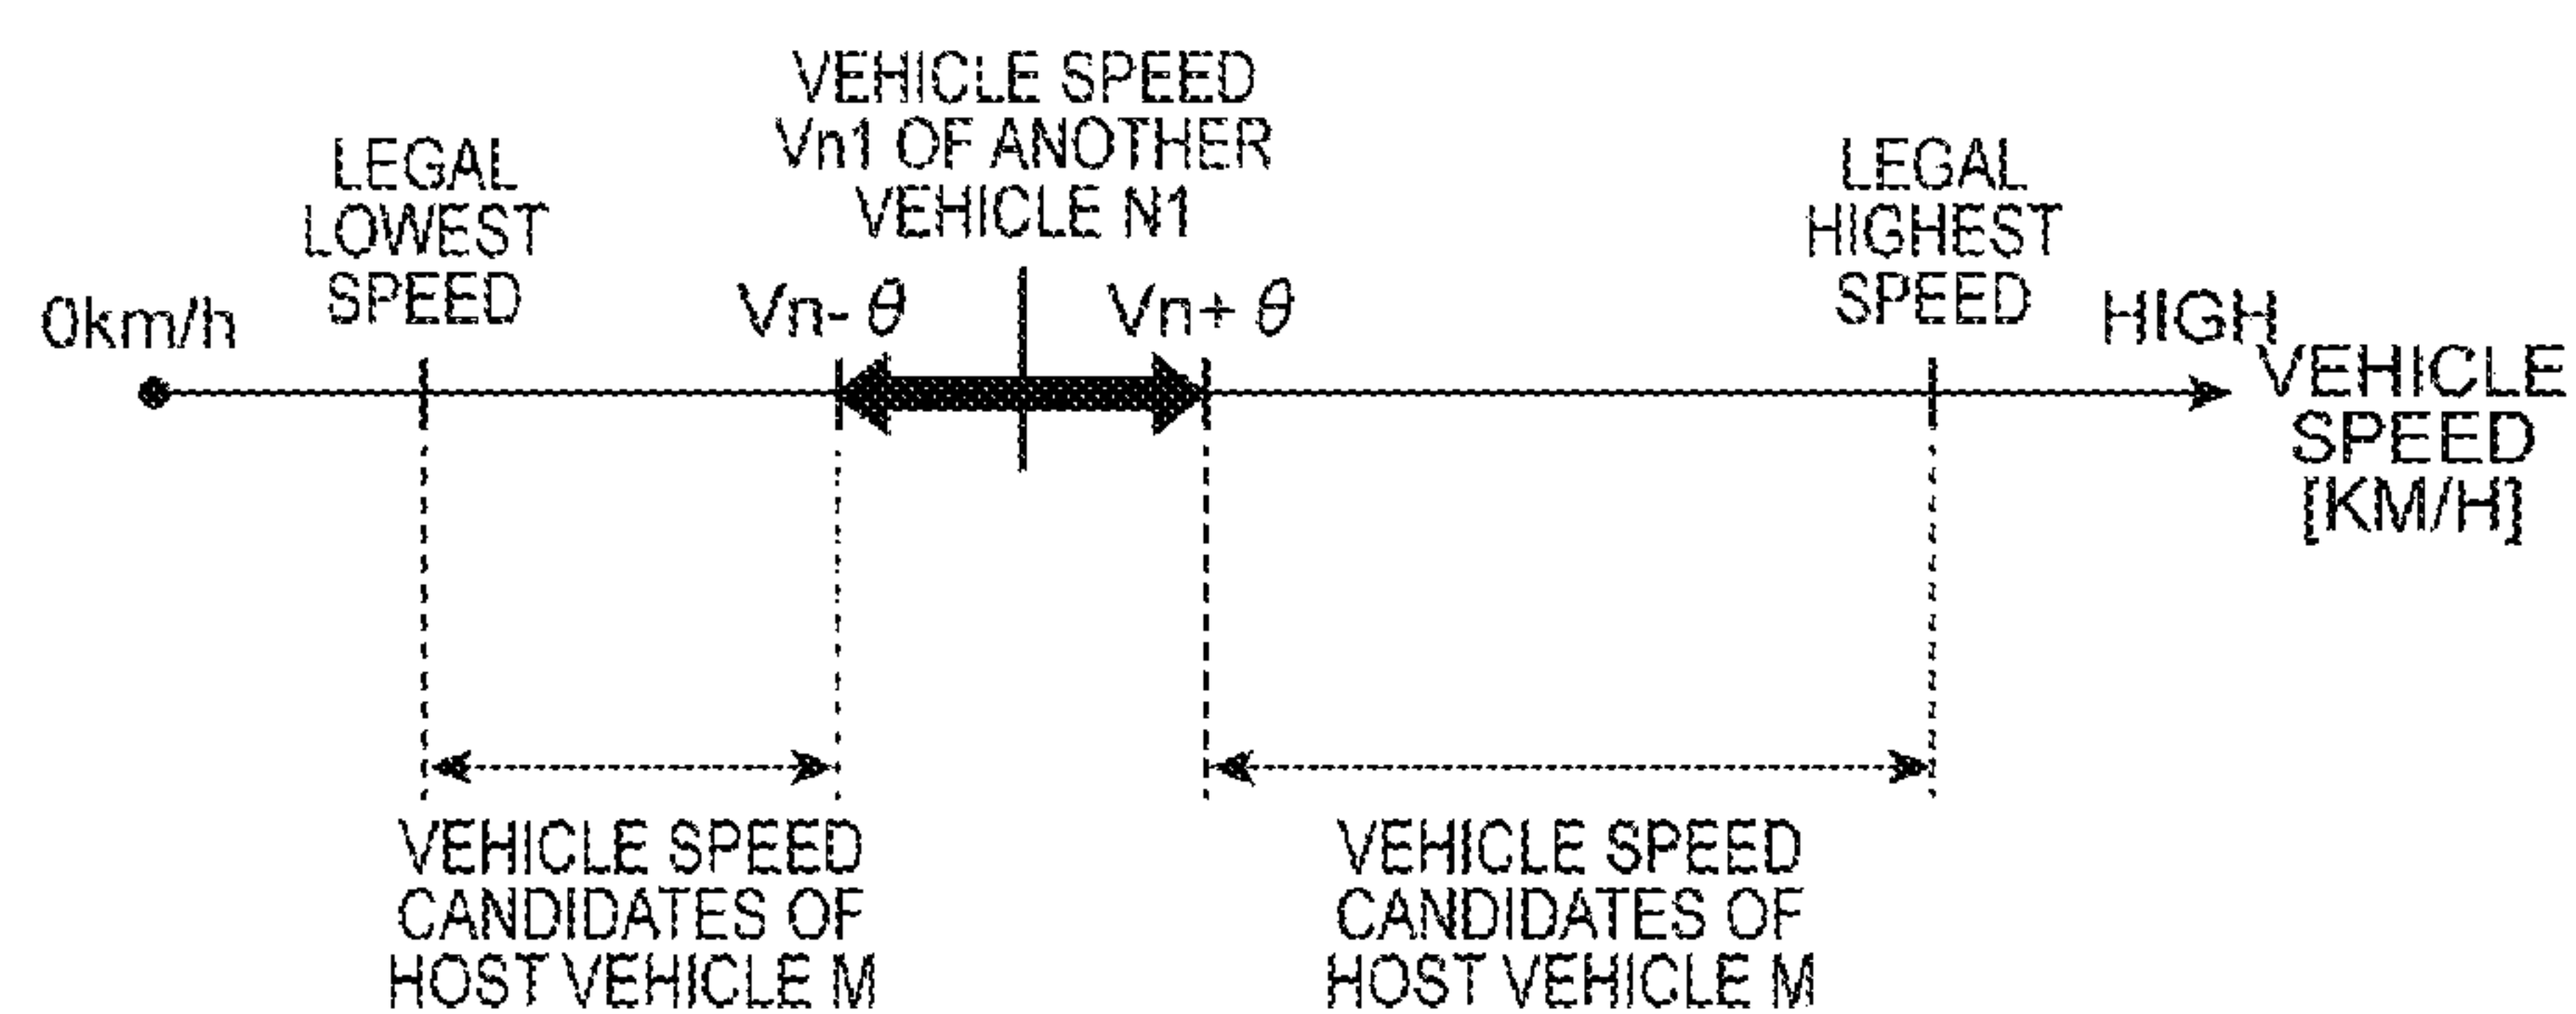 VEHICLE SPEED
Vn1 OF ANOTHER
VEHICLE N1
LEGAL
LOWEST
SPEED
LEGAL
HIGHEST
SPEED
0km/h
Vn- θ
Vn+ θ
HIGH
VEHICLE
SPEED
[KM/H]
VEHICLE SPEED
CANDIDATES OF
HOST VEHICLE M
VEHICLE SPEED
CANDIDATES OF
HOST VEHICLE M